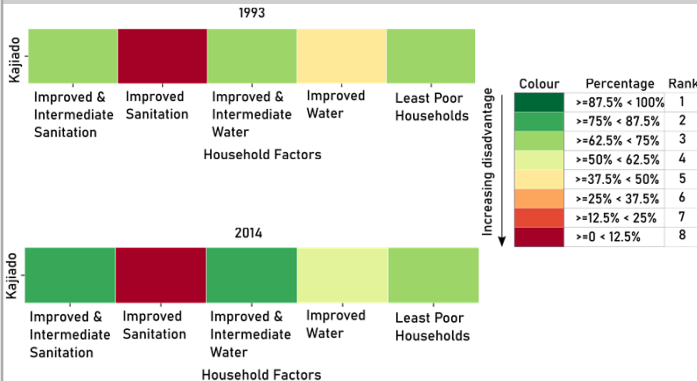 1993
Kajiado
Improved &
Intermediate
Sanitation
Improved
Sanitation
Improved &
Intermediate
Water
Improved
Water
Least Poor
Households
Household Factors
2014
Kajiado
Improved &
Intermediate
Sanitation
Improved
Sanitation
Improved &
Intermediate
Water
Improved
Water
Least Poor
Households
Household Factors
Increasing disadvantage
Colour Percentage Rank
>=87.5% < 100% 1
>=75% < 87.5% 2
>=62.5% < 75% 3
>=50% < 62.5% 4
>=37.5% < 50% 5
>=25% < 37.5% 6
>=12.5% < 25% 7
>=0 < 12.5% 8